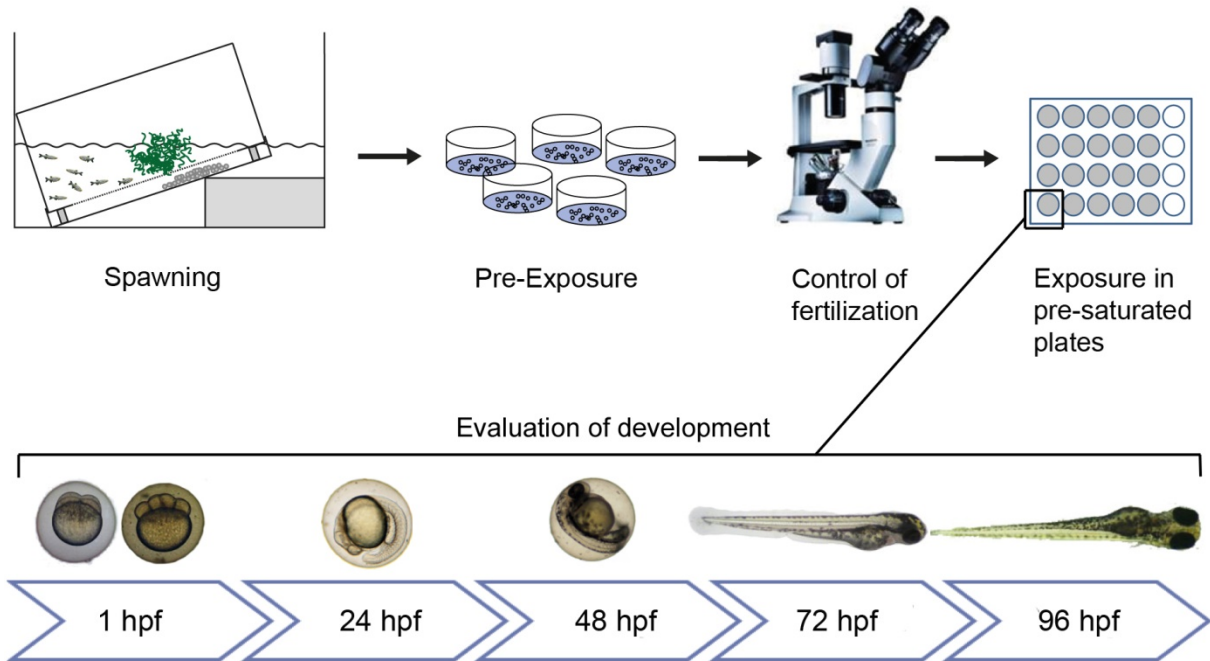 Spawning
Pre-Exposure
Control of
fertilization
Exposure in
pre-saturated
plates
Evaluation of development
1 hpf
24 hpf
48 hpf
72 hpf
96 hpf